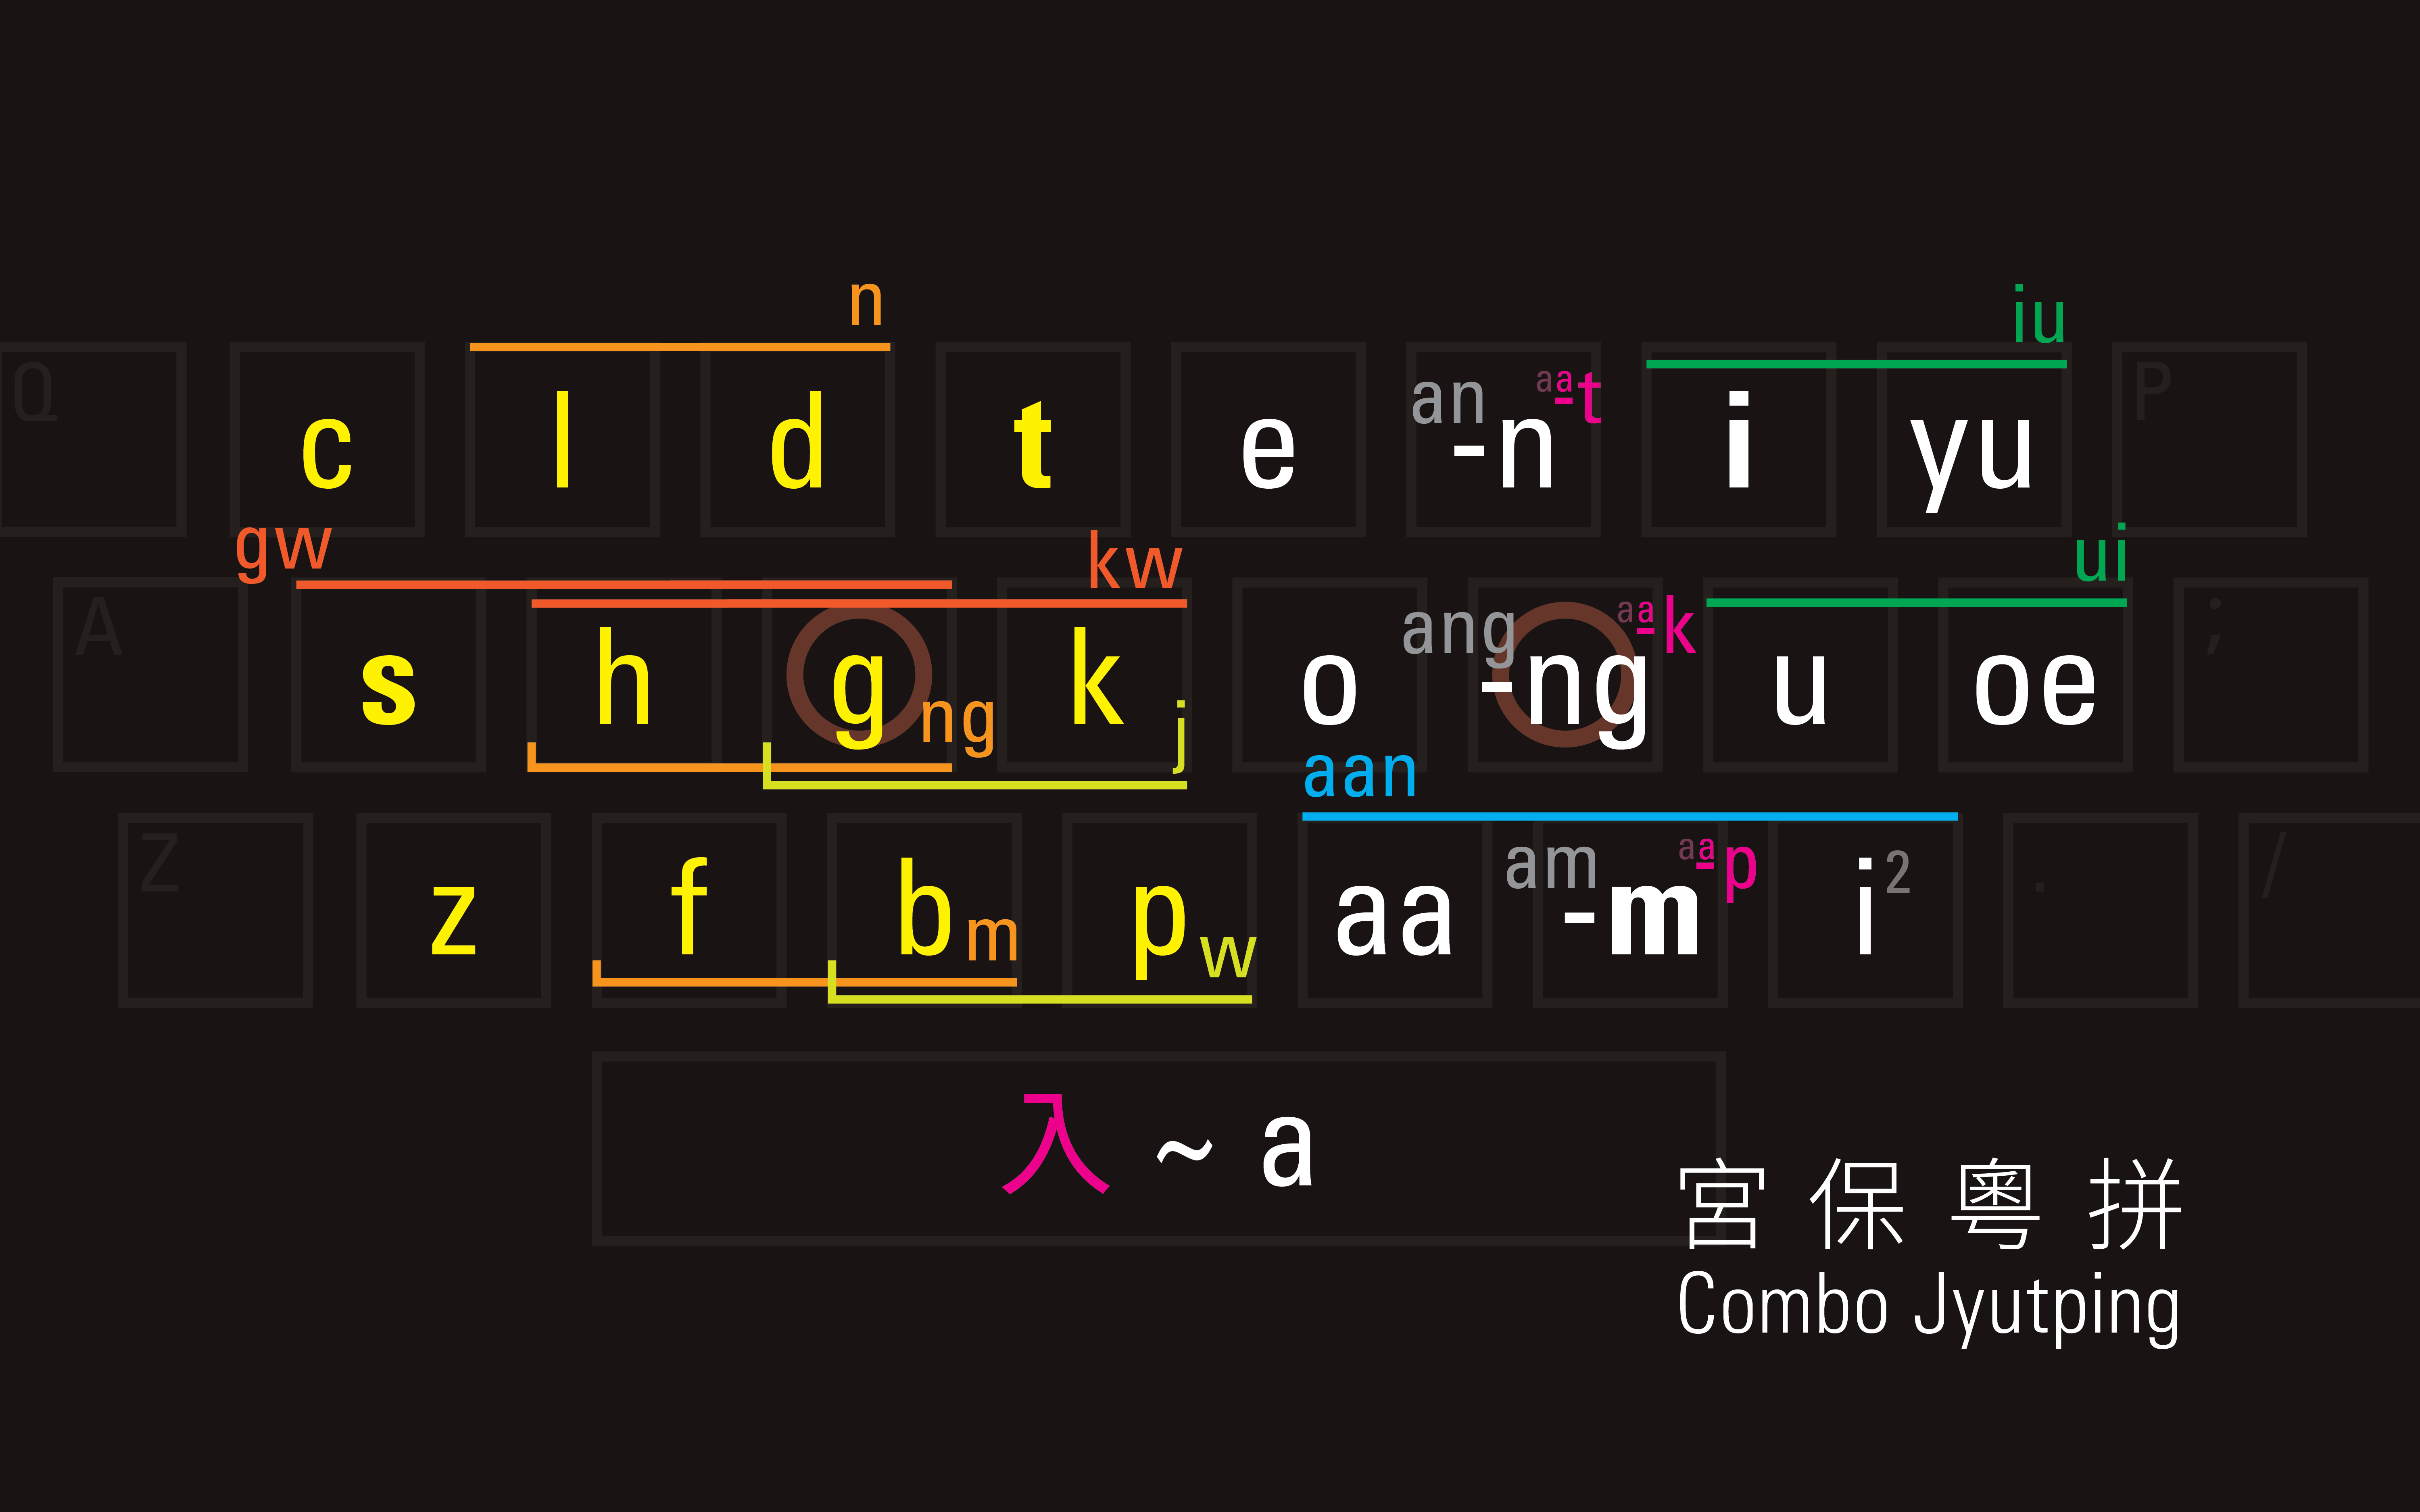 n iu
Q c l d t e an -n aa-t i yu P
gw kw ui
A s h g ng k j o ang -ng aa-k u oe ;
aan
Z z f b m p w aa am -m aa-p i2 . /
入 ~ a
宮保粵拼
Combo Jyutping